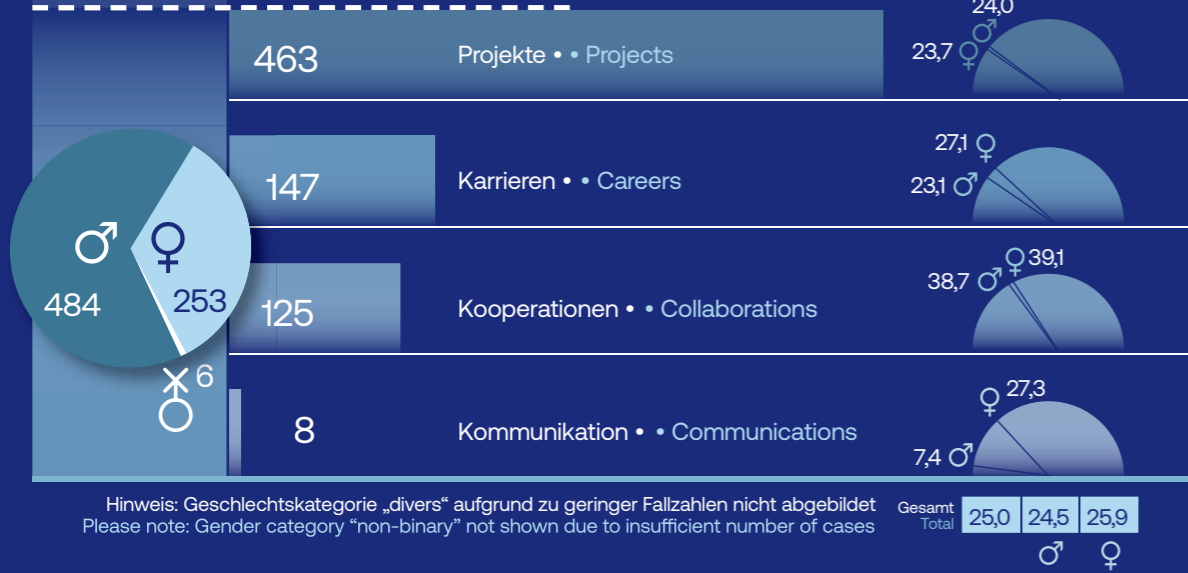 24,0
463 Projekte • • Projects 23,7
27,1
147 Karrieren • • Careers 23,1
484 253
39,1
125 Kooperationen • • Collaborations 38,7
6
27,3
8 Kommunikation • • Communications 7,4
Hinweis: Geschlechtskategorie „divers“ aufgrund zu geringer Fallzahlen nicht abgebildet
Please note: Gender category “non-binary” not shown due to insufficient number of cases
Gesamt
Total
25,0 24,5 25,9